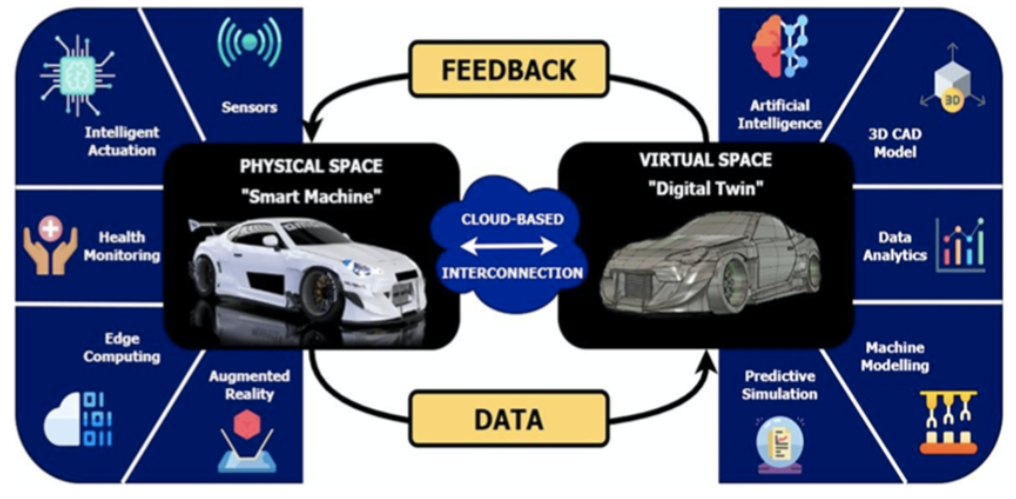 FEEDBACK
Sensors
Intelligent
Actuation
Health
Monitoring
Edge
Computing
Augmented
Reality
PHYSICAL SPACE
"Smart Machine"
CLOUD-BASED
INTERCONNECTION
VIRTUAL SPACE
"Digital Twin"
Artificial
Intelligence
3D CAD
Model
3D
Data
Analytics
Machine
Modelling
Predictive
Simulation
DATA